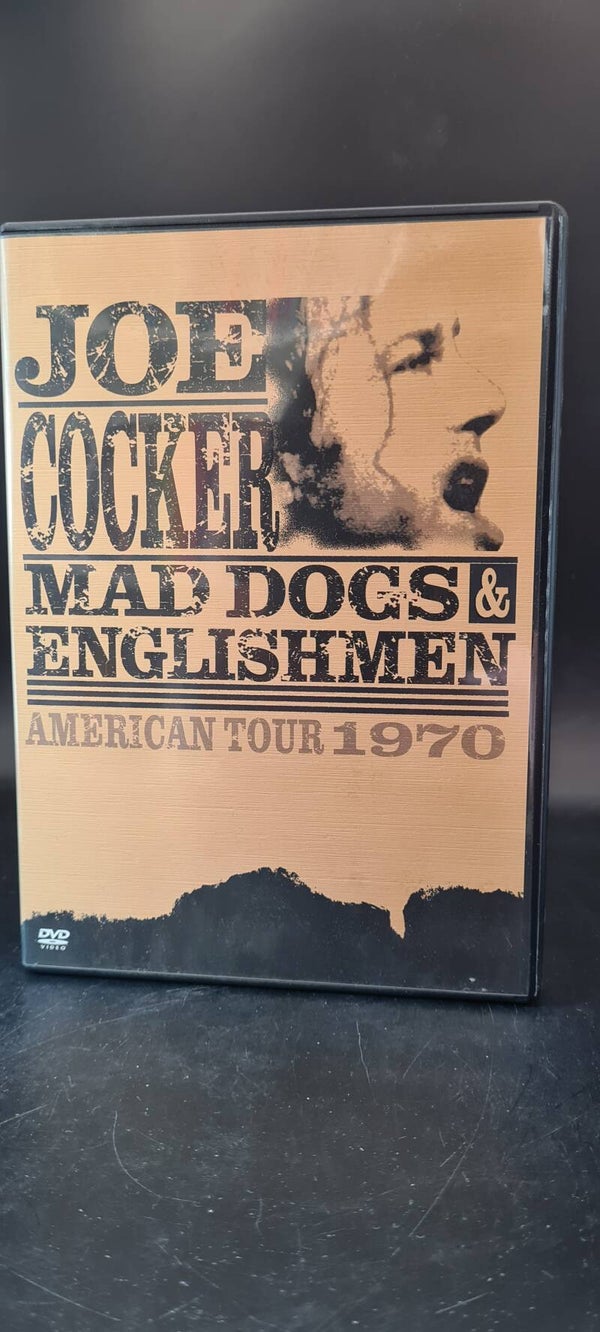 JOE
COCKER
MAD DOGS &
ENGLISHMEN
AMERICAN TOUR 1970
DVD
VIDEO